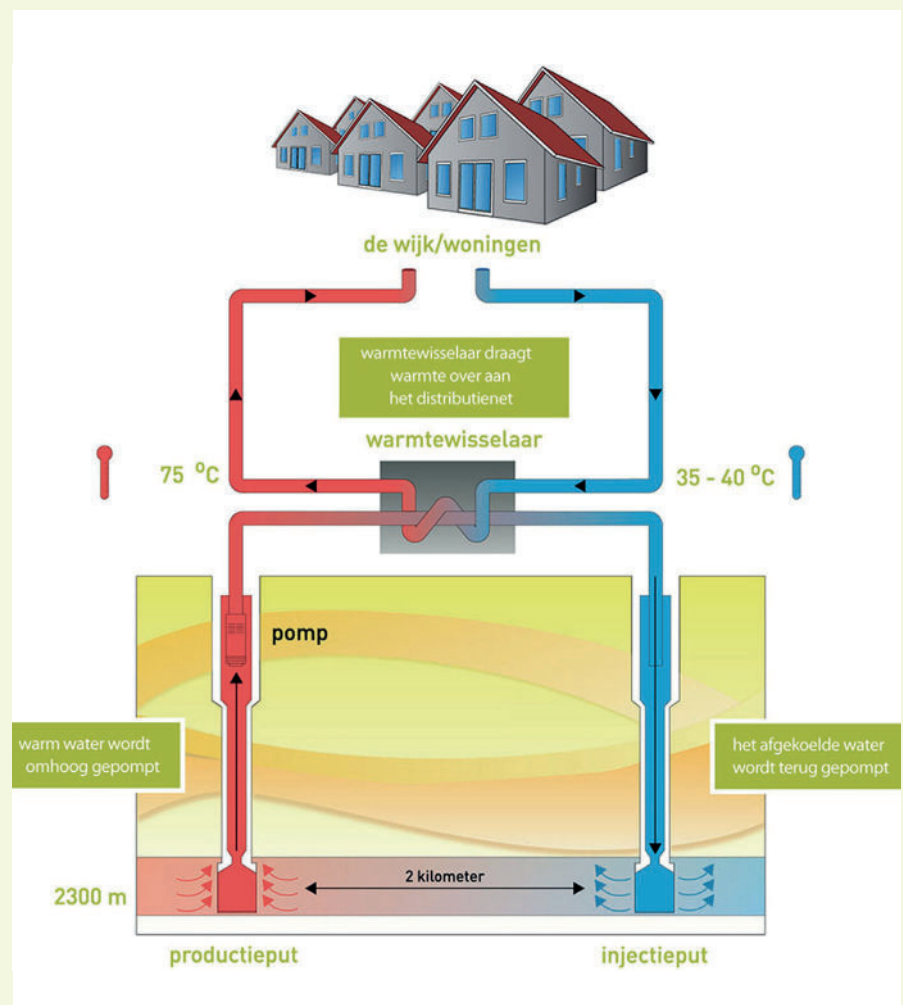 de wijk/woningen
warmtewisselaar draagt
warmte over aan
het distributienet
warmtewisselaar
75 °C
35 - 40 °C
pomp
warm water wordt
omhoog gepompt
het afgekoelde water
wordt terug gepompt
2 kilometer
2300 m
productieput
injectieput